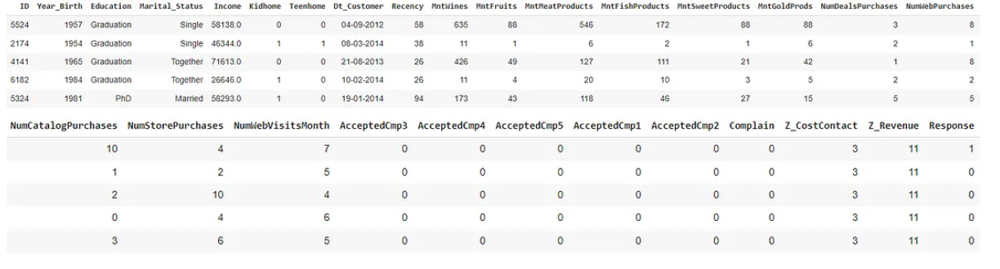 ID Year_Birth Education Marital_Status Income Kidhome Teenhome Dt_Customer Recency MntWines MntFruits MntMeatProducts MntFishProducts MntSweetProducts MntGoldProds NumDealsPurchases NumWebPurchases
5524 1957 Graduation Single 58138.0 0 0 04-09-2012 58 635 88 546 172 88 88 3 8
2174 1954 Graduation Single 46344.0 1 1 08-03-2014 38 11 1 6 2 1 6 2 1
4141 1965 Graduation Together 71613.0 0 0 21-08-2013 26 426 49 127 111 21 42 1 8
6182 1984 Graduation Together 26646.0 1 0 10-02-2014 26 11 4 20 10 3 5 2 2
5324 1981 PhD Married 58293.0 1 0 19-01-2014 94 173 43 118 46 27 15 5 5
NumCatalogPurchases NumStorePurchases NumWebVisitsMonth AcceptedCmp3 AcceptedCmp4 AcceptedCmp5 AcceptedCmp1 AcceptedCmp2 Complain Z_CostContact Z_Revenue Response
10 4 7 0 0 0 0 0 0 3 11 1
1 2 5 0 0 0 0 0 0 3 11 0
2 10 4 0 0 0 0 0 0 3 11 0
0 4 6 0 0 0 0 0 0 3 11 0
3 6 5 0 0 0 0 0 0 3 11 0